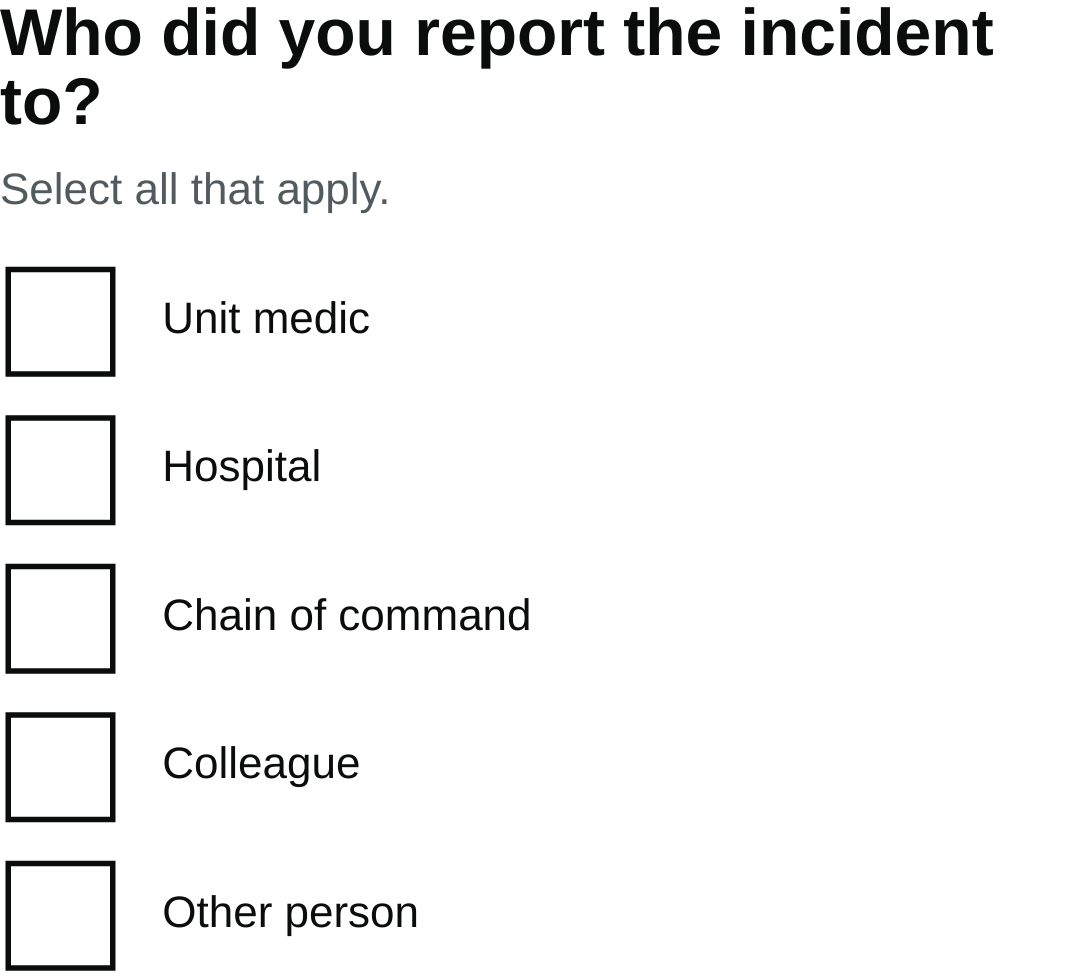 Who did you report the incident
to?
Select all that apply.
Unit medic
Hospital
Chain of command
Colleague
Other person